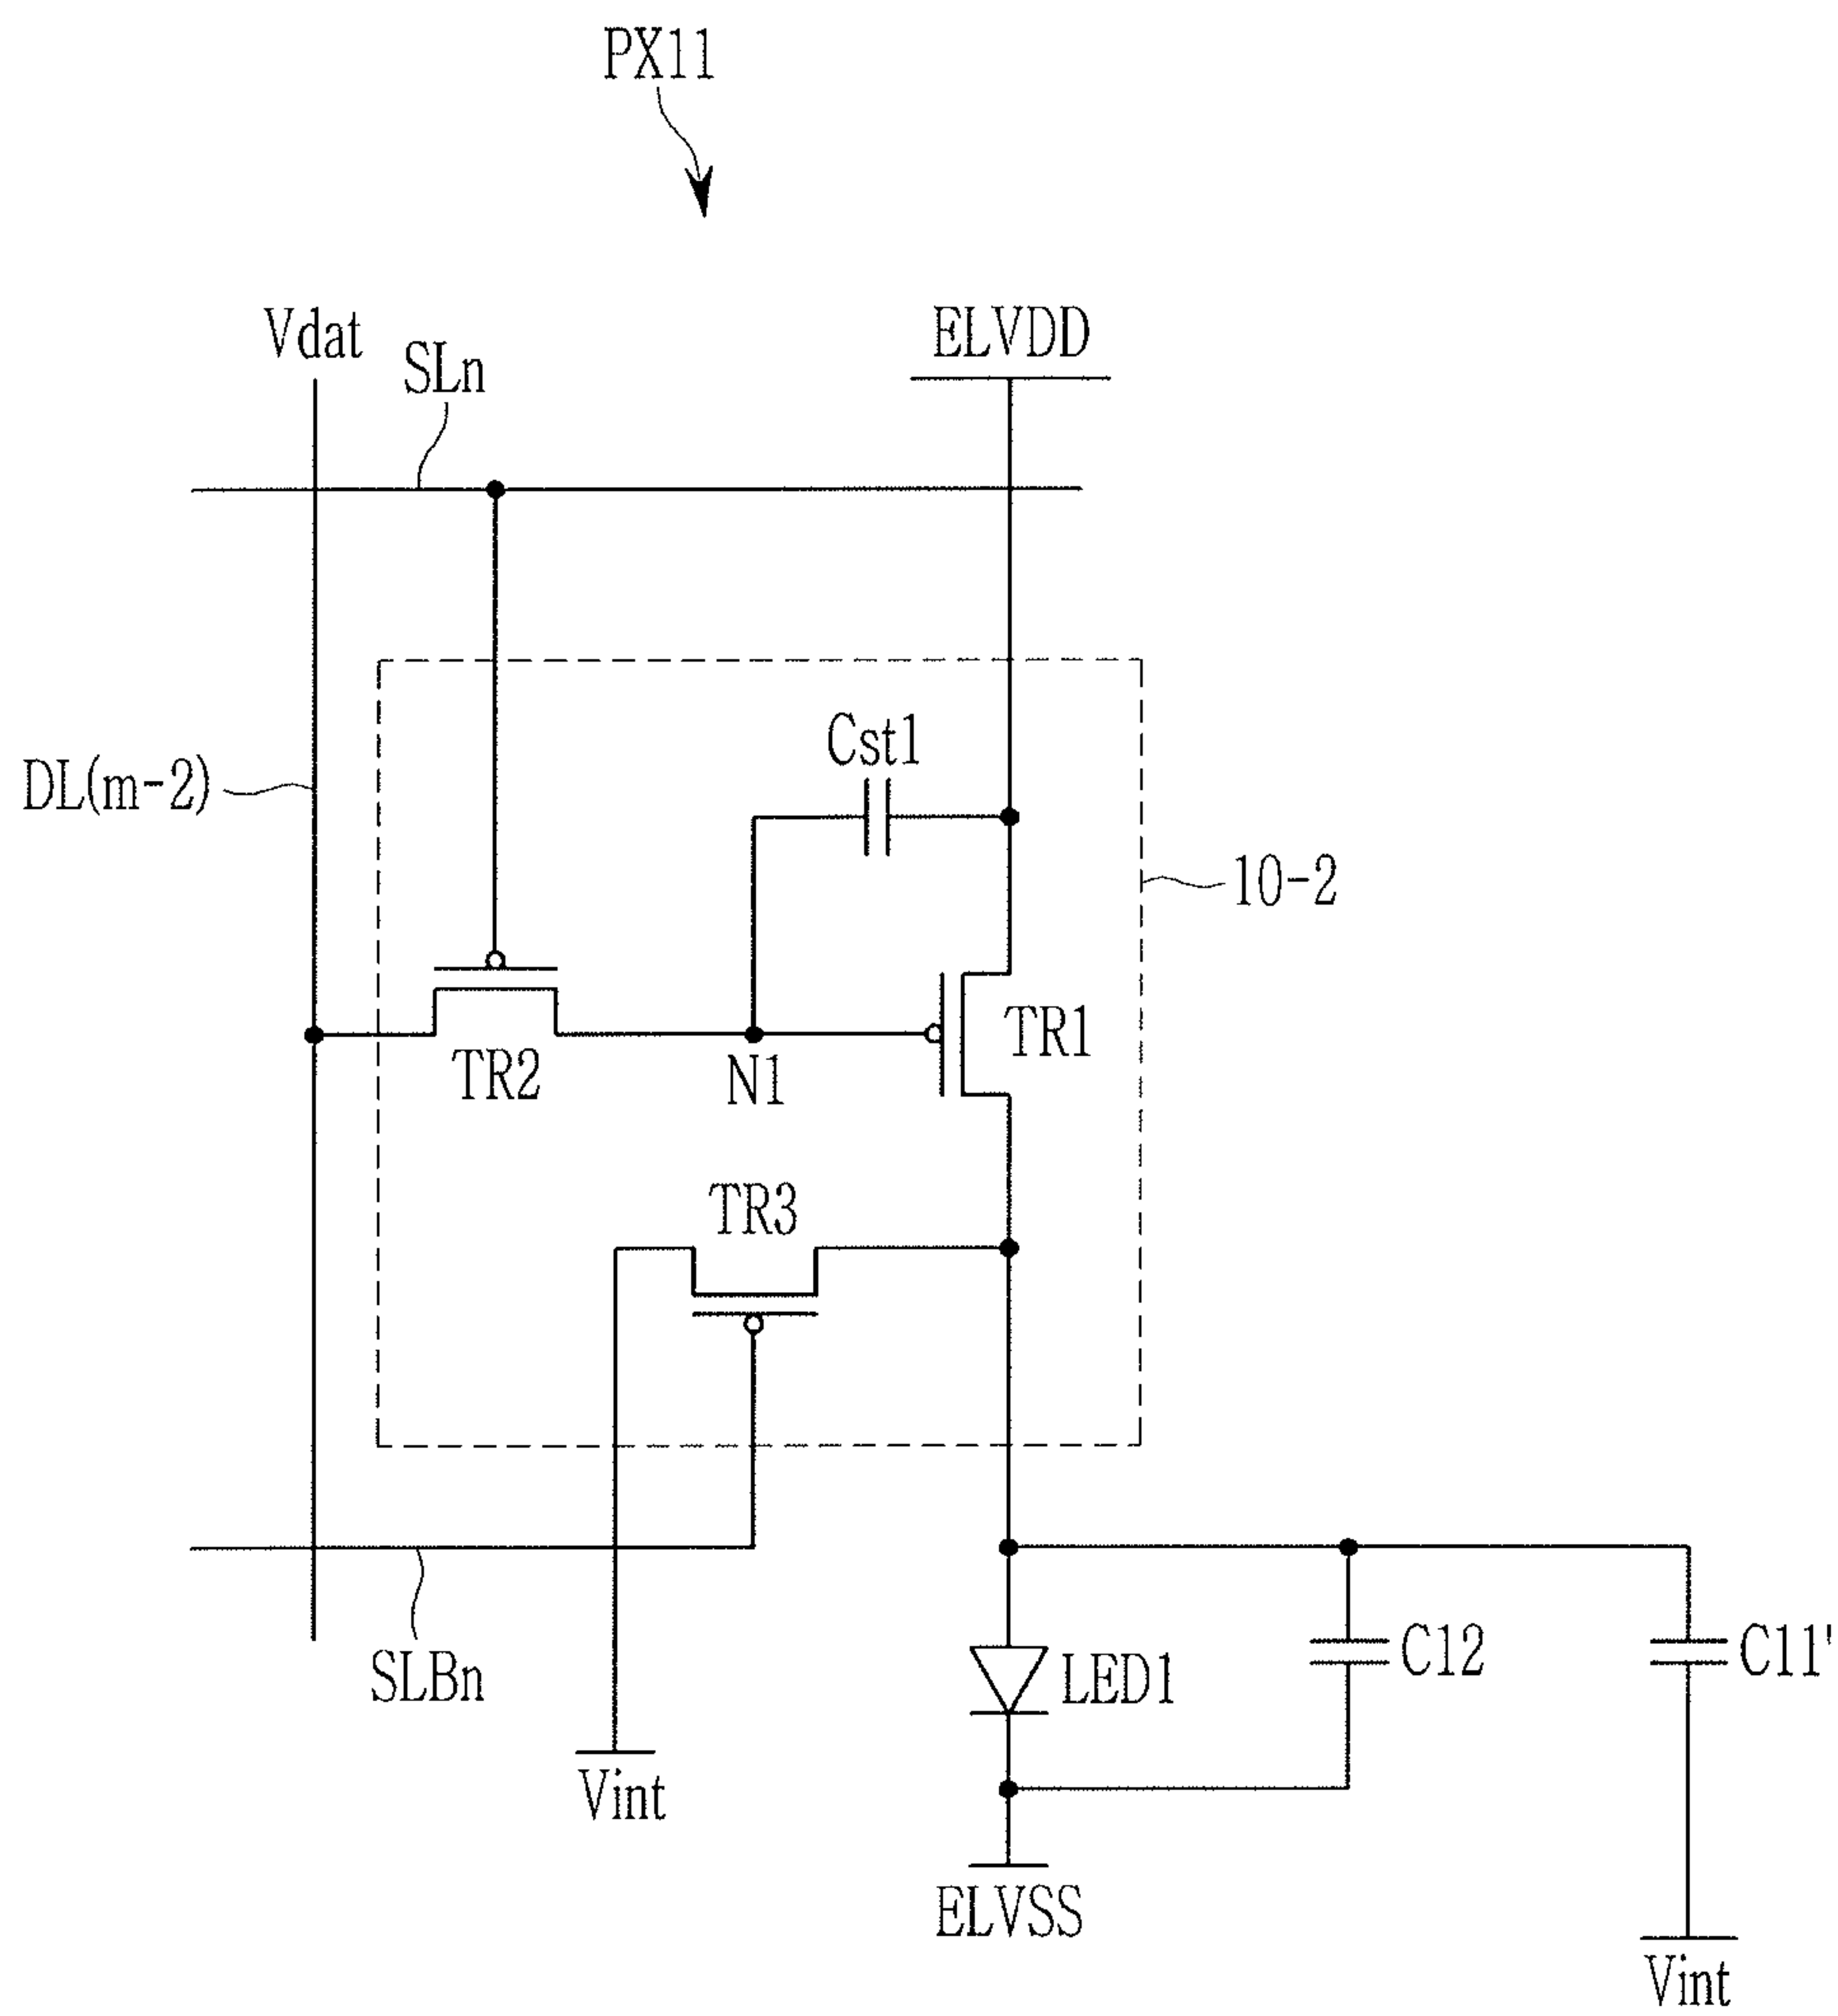 PX11
Vdat
SLn
ELVDD
DL(m-2)
Cst1
10-2
TR2
N1
TR1
TR3
SLBn
Vint
LED1
C12
C11'
ELVSS
Vint